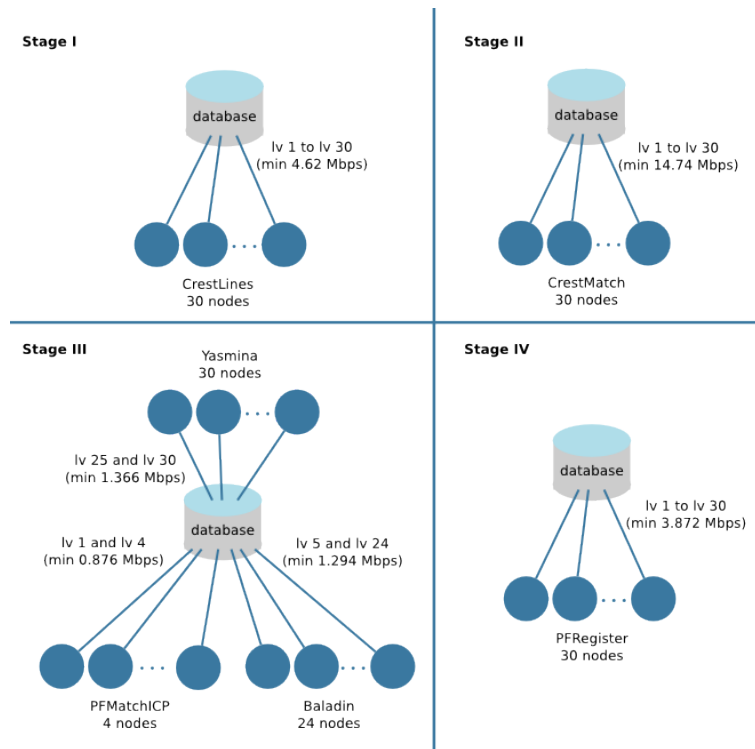 Stage I
database
lv 1 to lv 30
(min 4.62 Mbps)
CrestLines
30 nodes
Stage II
database
lv 1 to lv 30
(min 14.74 Mbps)
CrestMatch
30 nodes
Stage III
Yasmina
30 nodes
lv 25 and lv 30
(min 1.366 Mbps)
database
lv 1 and lv 4
(min 0.876 Mbps)
lv 5 and lv 24
(min 1.294 Mbps)
PFMatchICP
4 nodes
Baladin
24 nodes
Stage IV
database
lv 1 to lv 30
(min 3.872 Mbps)
PFRegister
30 nodes